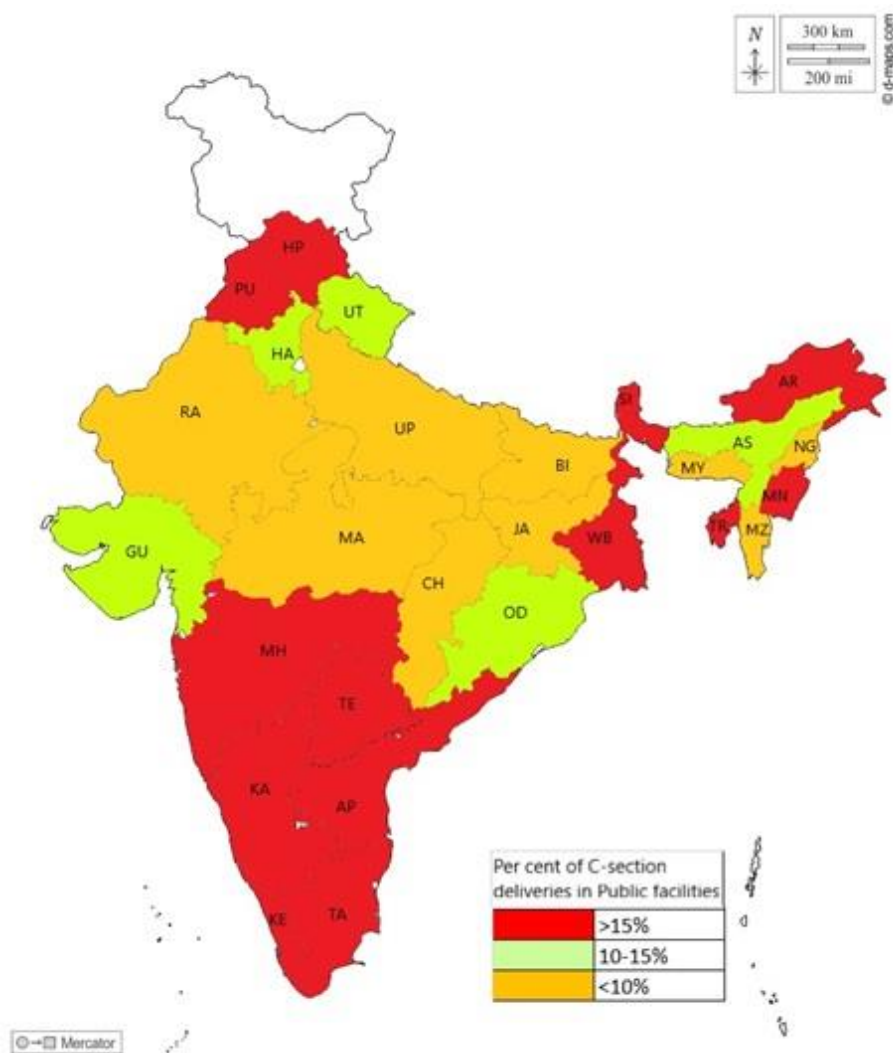 N
300 km
200 mi
© d-maps.com
HP
PU
UT
HA
RA
UP
BI
SI
AR
AS
NG
MY
MN
TR
MZ
GU
MA
JA
WB
CH
OD
MH
TE
KA
AP
KE
TA
Per cent of C-section
deliveries in Public facilities
>15%
10-15%
<10%
Mercator